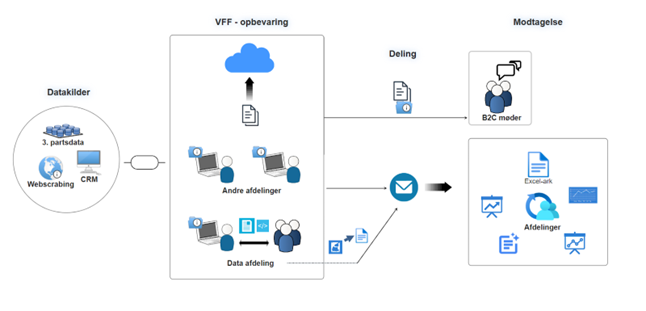 VFF - opbevaring
Modtagelse
Deling
Datakilder
3. partsdata
Webscrabing
CRM
Andre afdelinger
Data afdeling
B2C møder
Excel-ark
Afdelinger